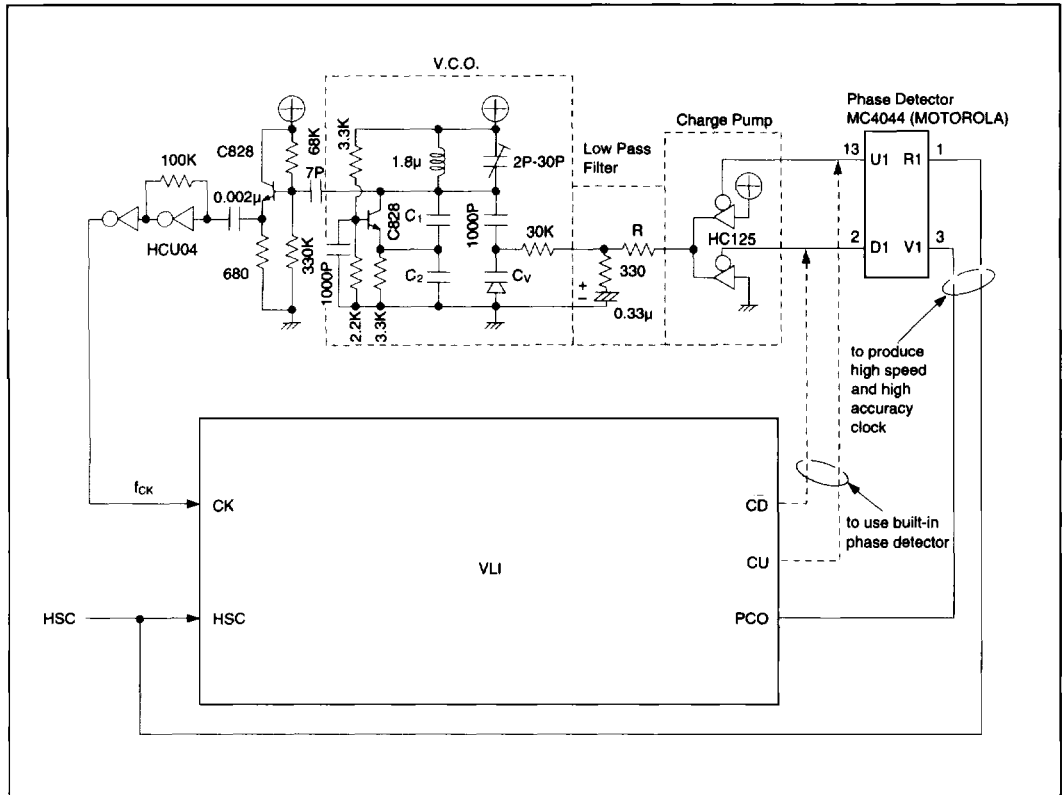 V.C.O.
Phase Detector
MC4044 (MOTOROLA)
Charge Pump
Low Pass
Filter
C828
68K
3.3K
1.8μ
2P-30P
13
U1
R1
1
100K
0.002μ
7P
HCU04
C1
C828
1000P
30K
R
330
HC125
2
D1
V1
3
680
330K
1000P
C2
CV
+
−
0.33μ
2.2K
3.3K
to produce
high speed
and high
accuracy
clock
fCK
CK
CD
to use built-in
phase detector
VLI
CU
HSC
HSC
PCO